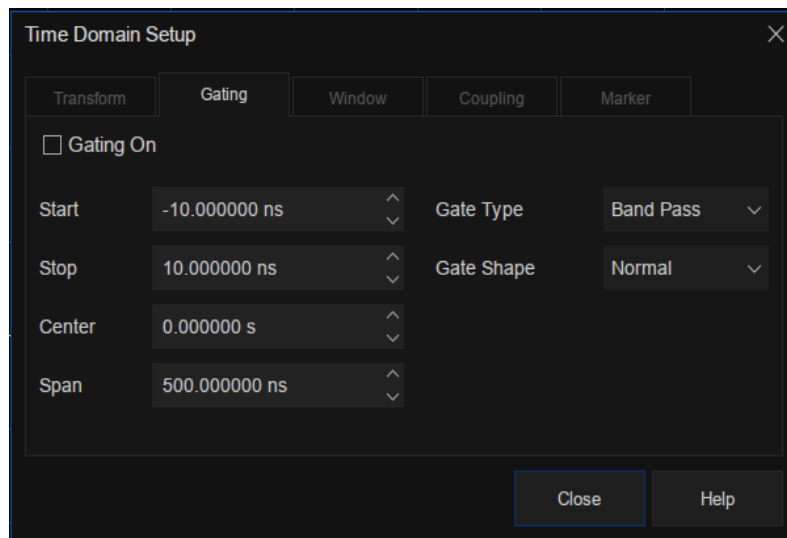 Time Domain Setup
Transform Gating Window Coupling Marker
Gating On
Start -10.000000 ns Gate Type Band Pass
Stop 10.000000 ns Gate Shape Normal
Center 0.000000 s
Span 500.000000 ns
Close Help